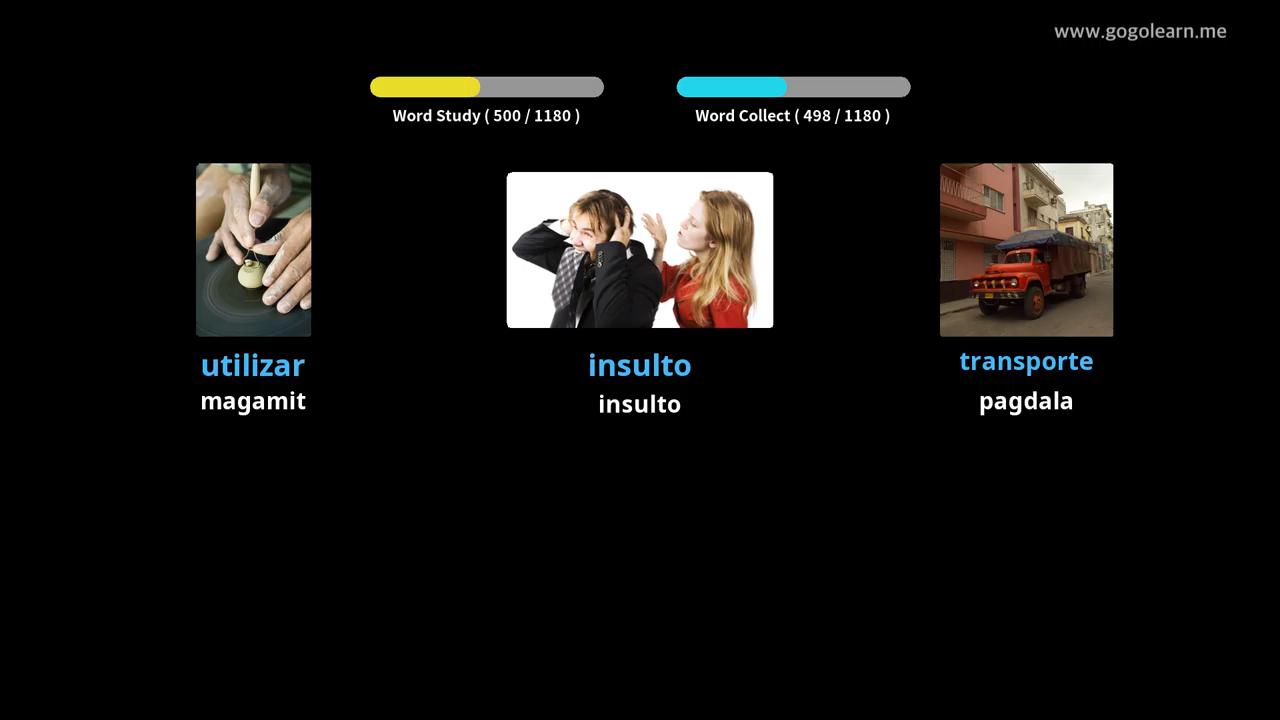 www.gogolearn.me
Word Study ( 500 / 1180 )
Word Collect ( 498 / 1180 )
utilizar
magamit
insulto
insulto
transporte
pagdala